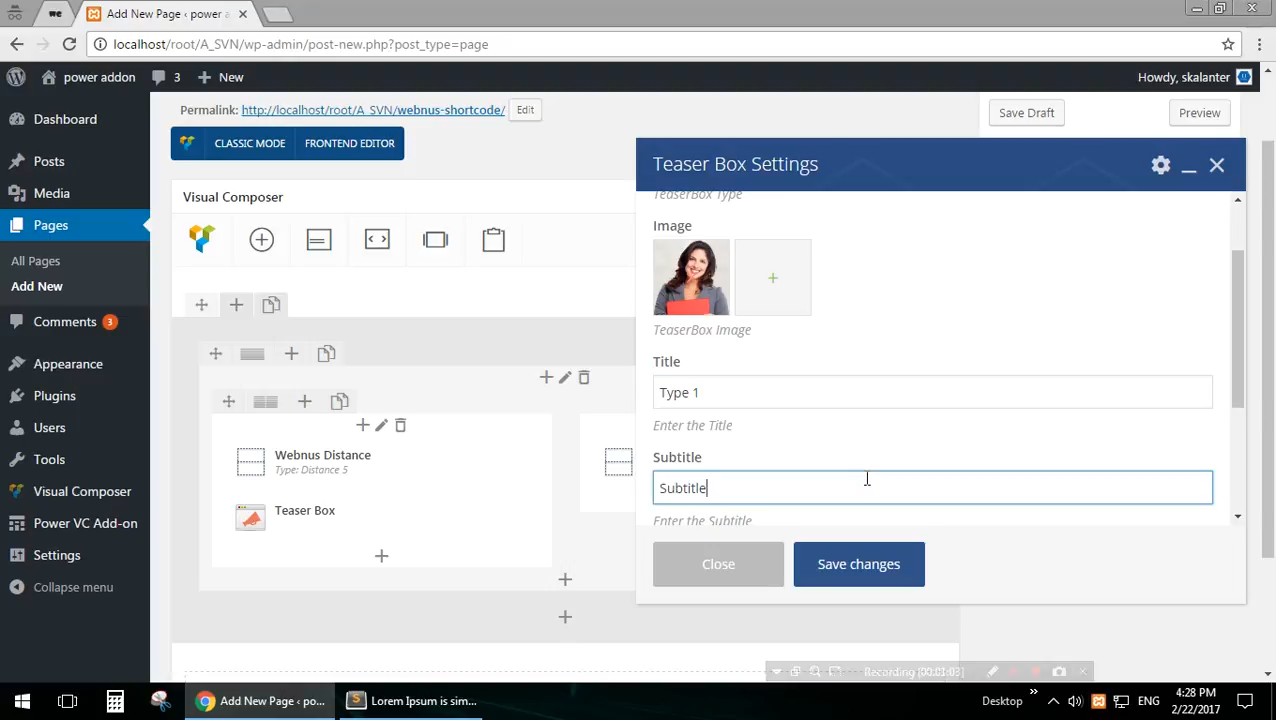 Add New Page ‹ power a
localhost/root/A_SVN/wp-admin/post-new.php?post_type=page
power addon
3
New
Howdy, skalanter
Dashboard
Posts
Media
Pages
All Pages
Add New
Comments 3
Appearance
Plugins
Users
Tools
Visual Composer
Power VC Add-on
Settings
Collapse menu
Permalink: http://localhost/root/A_SVN/webnus-shortcode/
Edit
CLASSIC MODE
FRONTEND EDITOR
Save Draft
Preview
Visual Composer
Webnus Distance
Type: Distance 5
Teaser Box
Teaser Box Settings
TeaserBox Type
Image
TeaserBox Image
Title
Type 1
Enter the Title
Subtitle
Subtitle
Enter the Subtitle
Close
Save changes
Recording [00:01:03]
Add New Page ‹ po...
Lorem Ipsum is sim...
Desktop
ENG
4:28 PM
2/22/2017